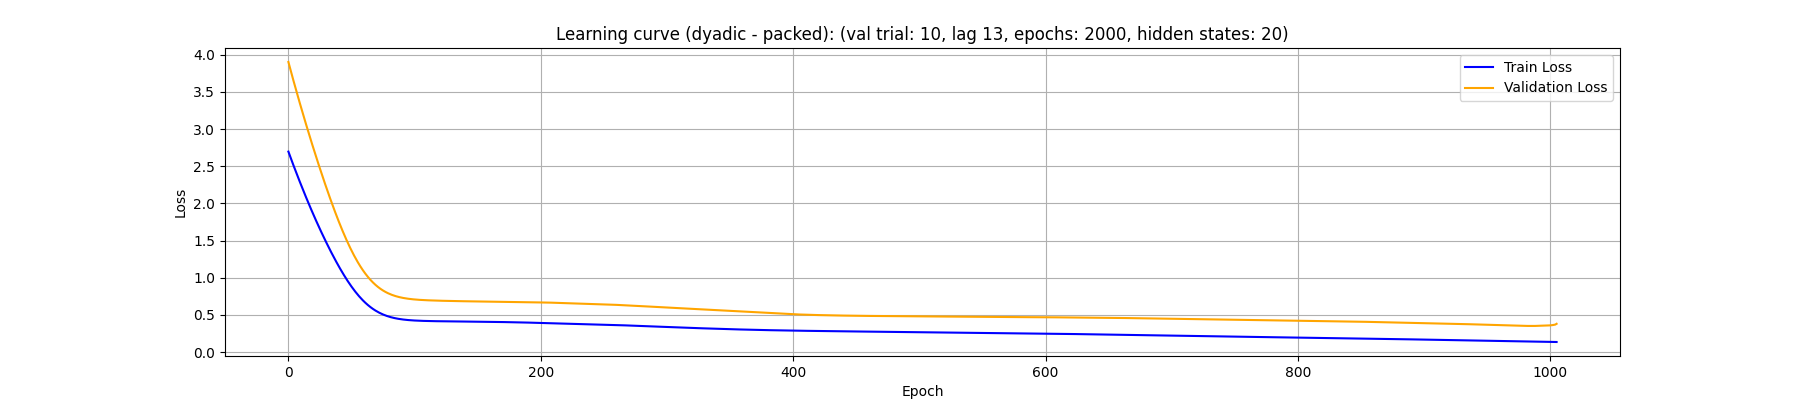 Learning curve (dyadic - packed): (val trial: 10, lag 13, epochs: 2000, hidden states: 20)
4.0
3.5
3.0
2.5
2.0
1.5
1.0
0.5
0.0
Loss
Train Loss
Validation Loss
0 200 400 600 800 1000
Epoch